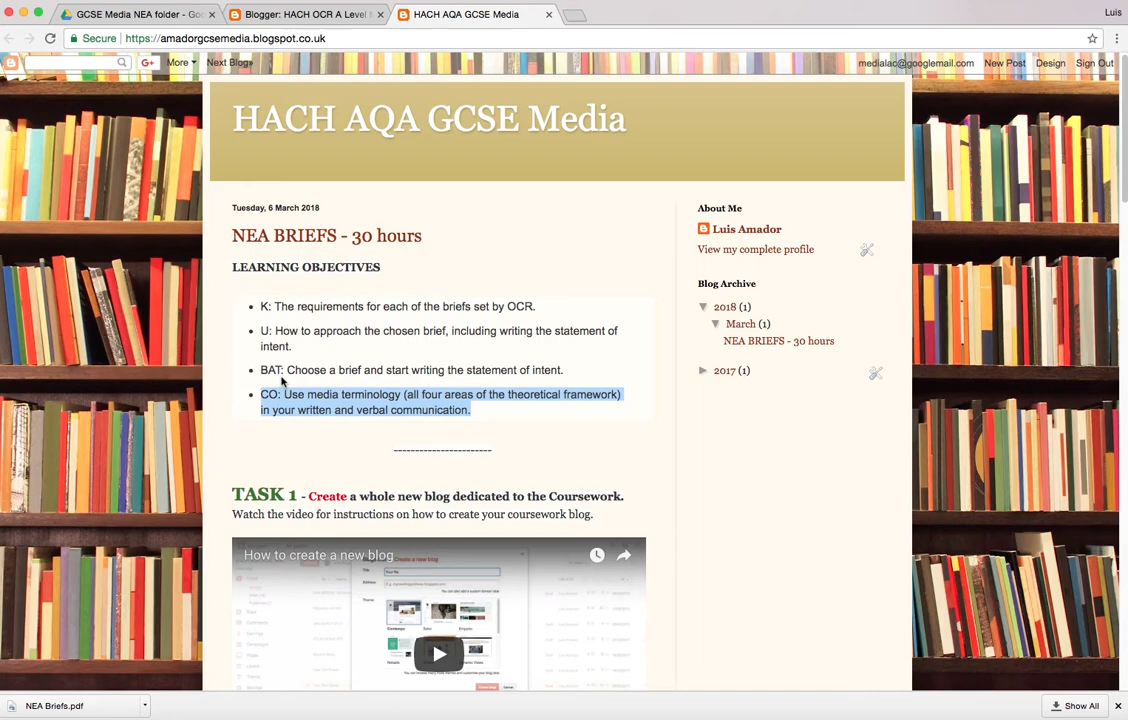 GCSE Media NEA folder - Goo
Blogger: HACH OCR A Level M
HACH AQA GCSE Media
Luis
Secure
https://amadorgcsemedia.blogspot.co.uk
G+
More
Next Blog»
medialac@googlemail.com
New Post
Design
Sign Out
HACH AQA GCSE Media
Tuesday, 6 March 2018
NEA BRIEFS - 30 hours
LEARNING OBJECTIVES
• K: The requirements for each of the briefs set by OCR.
• U: How to approach the chosen brief, including writing the statement of
intent.
• BAT: Choose a brief and start writing the statement of intent.
• CO: Use media terminology (all four areas of the theoretical framework)
in your written and verbal communication.
-----------------------
TASK 1 - Create a whole new blog dedicated to the Coursework.
Watch the video for instructions on how to create your coursework blog.
How to create a new blog
About Me
Luis Amador
View my complete profile
Blog Archive
▼ 2018 (1)
▼ March (1)
NEA BRIEFS - 30 hours
► 2017 (1)
NEA Briefs.pdf
Show All